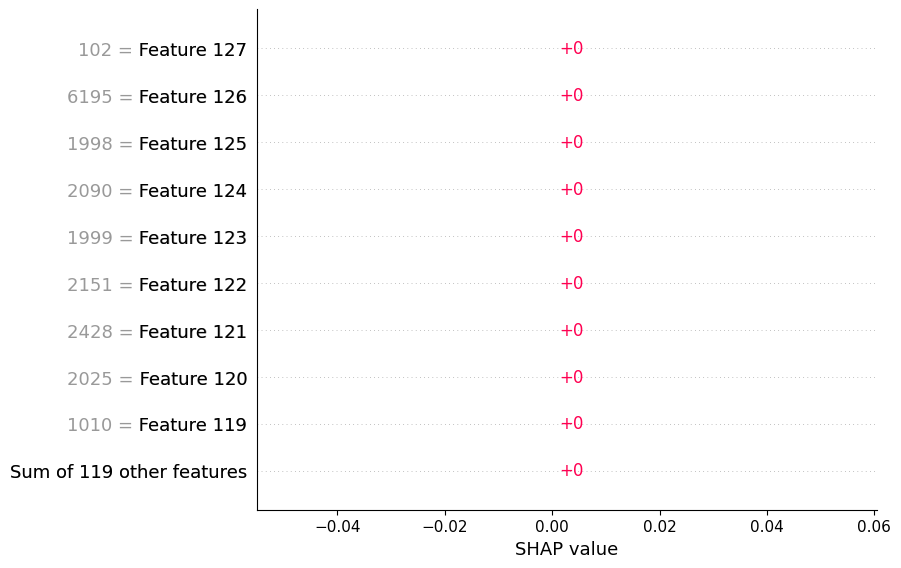 102 = Feature 127 +0
6195 = Feature 126 +0
1998 = Feature 125 +0
2090 = Feature 124 +0
1999 = Feature 123 +0
2151 = Feature 122 +0
2428 = Feature 121 +0
2025 = Feature 120 +0
1010 = Feature 119 +0
Sum of 119 other features +0
−0.04 −0.02 0.00 0.02 0.04 0.06
SHAP value